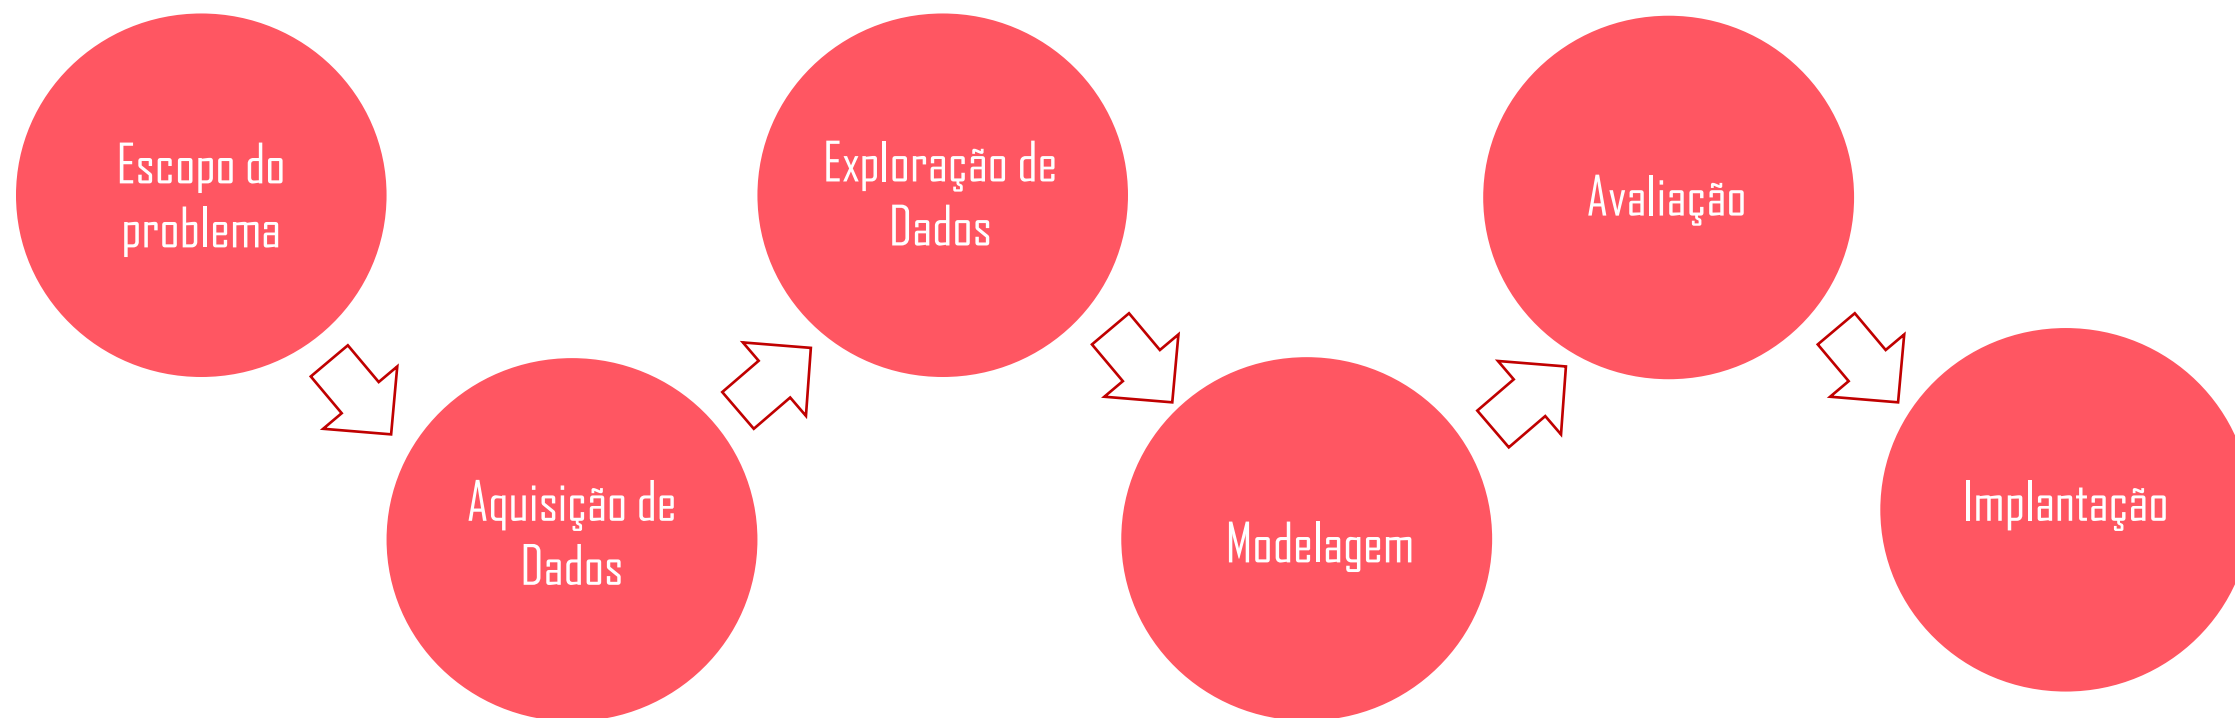 Escopo do
problema
Aquisição de
Dados
Exploração de
Dados
Modelagem
Avaliação
Implantação